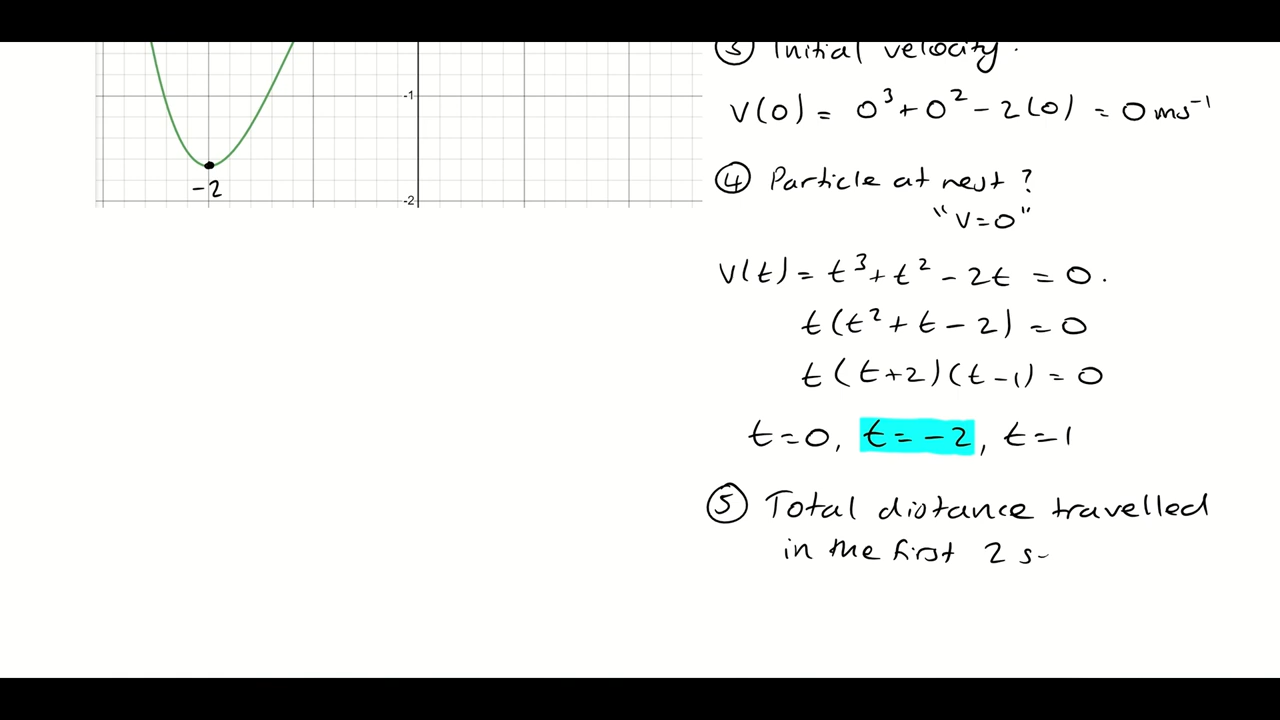 ③ Initial velocity.
-1
V(0) = 0³ + 0² - 2(0) = 0 ms⁻¹
④ Particle at rest ?
-2
-2
"V=0"
V(t) = t³ + t² - 2t = 0.
t(t² + t - 2) = 0
t(t+2)(t-1) = 0
t=0, t=-2, t=1
⑤ Total distance travelled
in the first 2 s